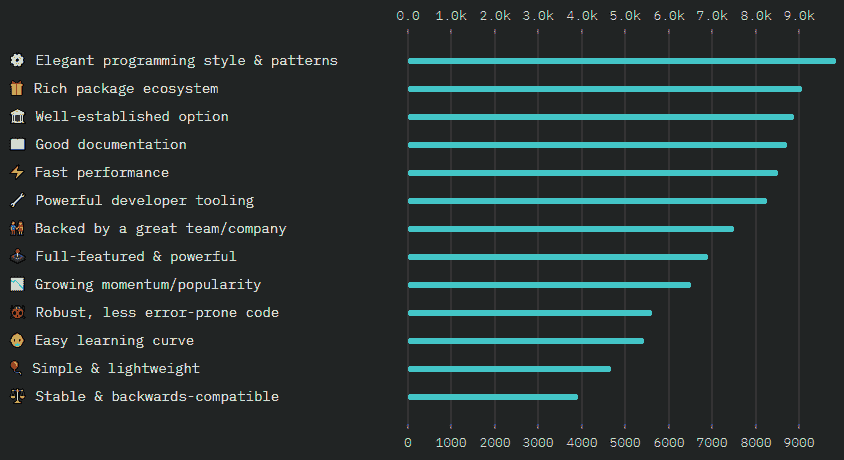 0.0 1.0k 2.0k 3.0k 4.0k 5.0k 6.0k 7.0k 8.0k 9.0k
Elegant programming style & patterns
Rich package ecosystem
Well-established option
Good documentation
Fast performance
Powerful developer tooling
Backed by a great team/company
Full-featured & powerful
Growing momentum/popularity
Robust, less error-prone code
Easy learning curve
Simple & lightweight
Stable & backwards-compatible
0 1000 2000 3000 4000 5000 6000 7000 8000 9000